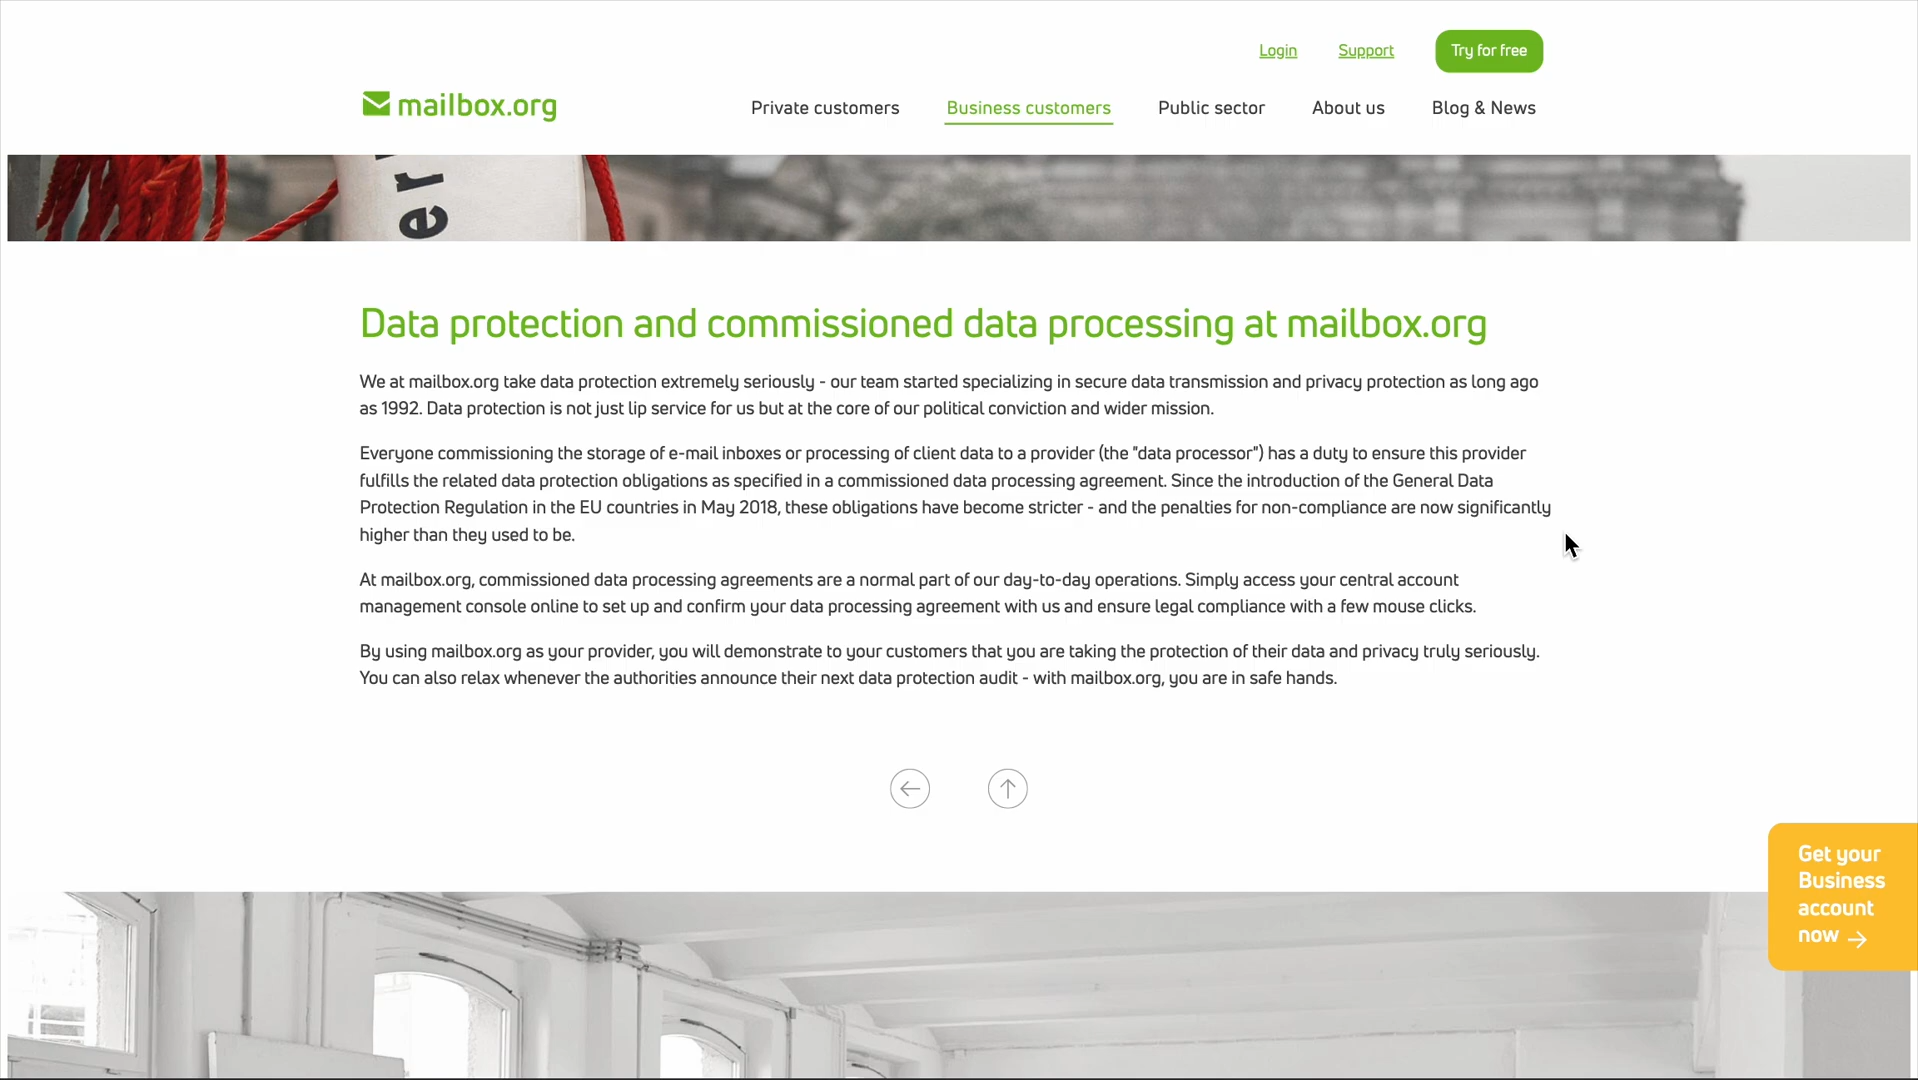 Login Support Try for free
mailbox.org Private customers Business customers Public sector About us Blog & News
er
Data protection and commissioned data processing at mailbox.org
We at mailbox.org take data protection extremely seriously - our team started specializing in secure data transmission and privacy protection as long ago
as 1992. Data protection is not just lip service for us but at the core of our political conviction and wider mission.
Everyone commissioning the storage of e-mail inboxes or processing of client data to a provider (the "data processor") has a duty to ensure this provider
fulfills the related data protection obligations as specified in a commissioned data processing agreement. Since the introduction of the General Data
Protection Regulation in the EU countries in May 2018, these obligations have become stricter - and the penalties for non-compliance are now significantly
higher than they used to be.
At mailbox.org, commissioned data processing agreements are a normal part of our day-to-day operations. Simply access your central account
management console online to set up and confirm your data processing agreement with us and ensure legal compliance with a few mouse clicks.
By using mailbox.org as your provider, you will demonstrate to your customers that you are taking the protection of their data and privacy truly seriously.
You can also relax whenever the authorities announce their next data protection audit - with mailbox.org, you are in safe hands.
Get your
Business
account
now →